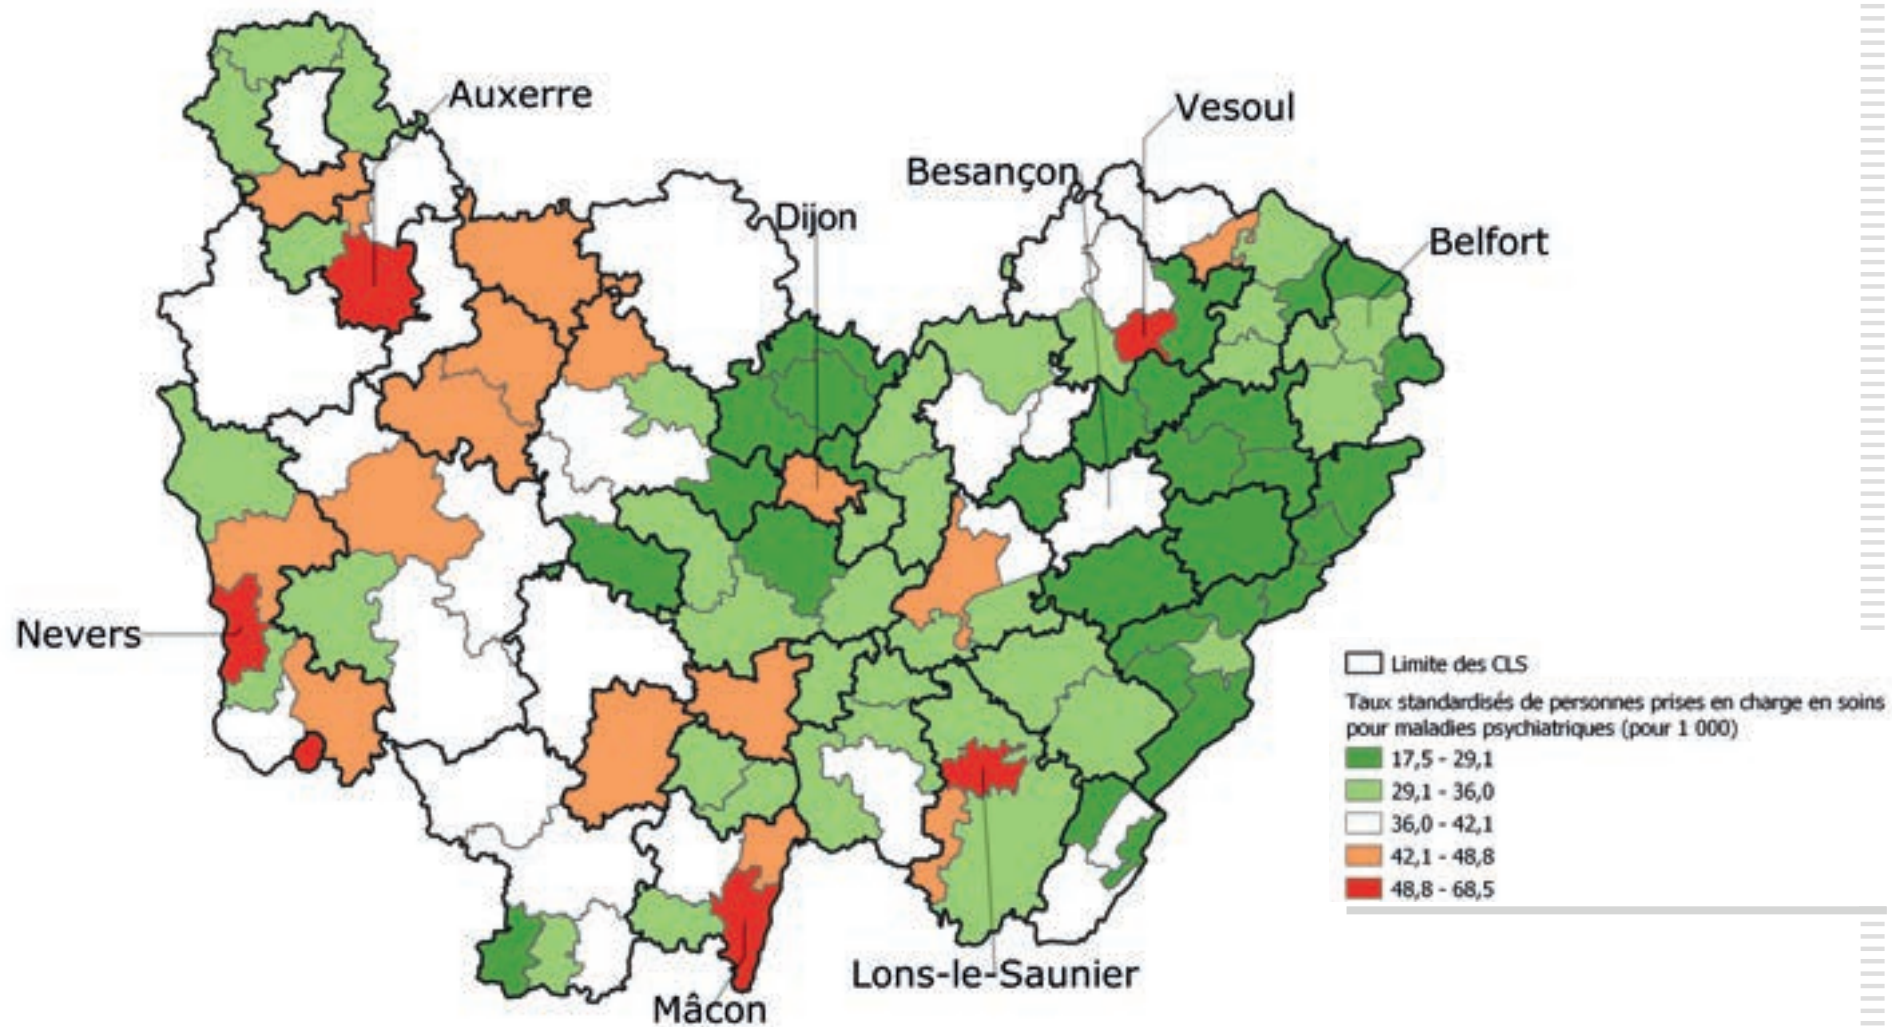 Auxerre
Vesoul
Besançon
Dijon
Belfort
Nevers
Limite des CLS
Taux standardisés de personnes prises en charge en soins
pour maladies psychiatriques (pour 1 000)
17,5 - 29,1
29,1 - 36,0
36,0 - 42,1
42,1 - 48,8
48,8 - 68,5
Lons-le-Saunier
Mâcon